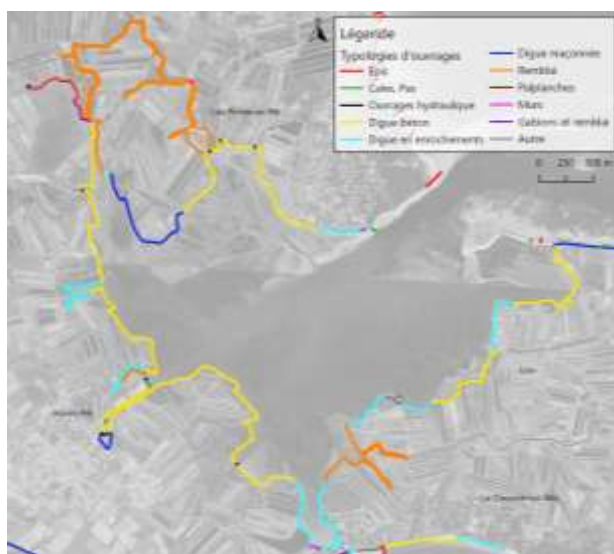 Légende
Typologies d'ouvrages
Epis
Cales, Pas
Ouvrages hydraulique
Digue béton
Digue en enrochements
Digue maçonnée
Remblai
Palplanches
Murs
Gabions et remblai
Autre
0 250 500 m
Loix